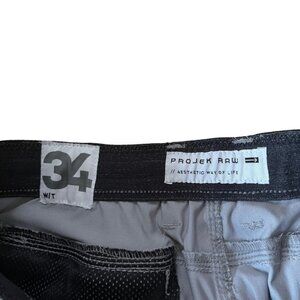 34
W/T
PROJEK RAW
// AESTHETIC WAY OF LIFE